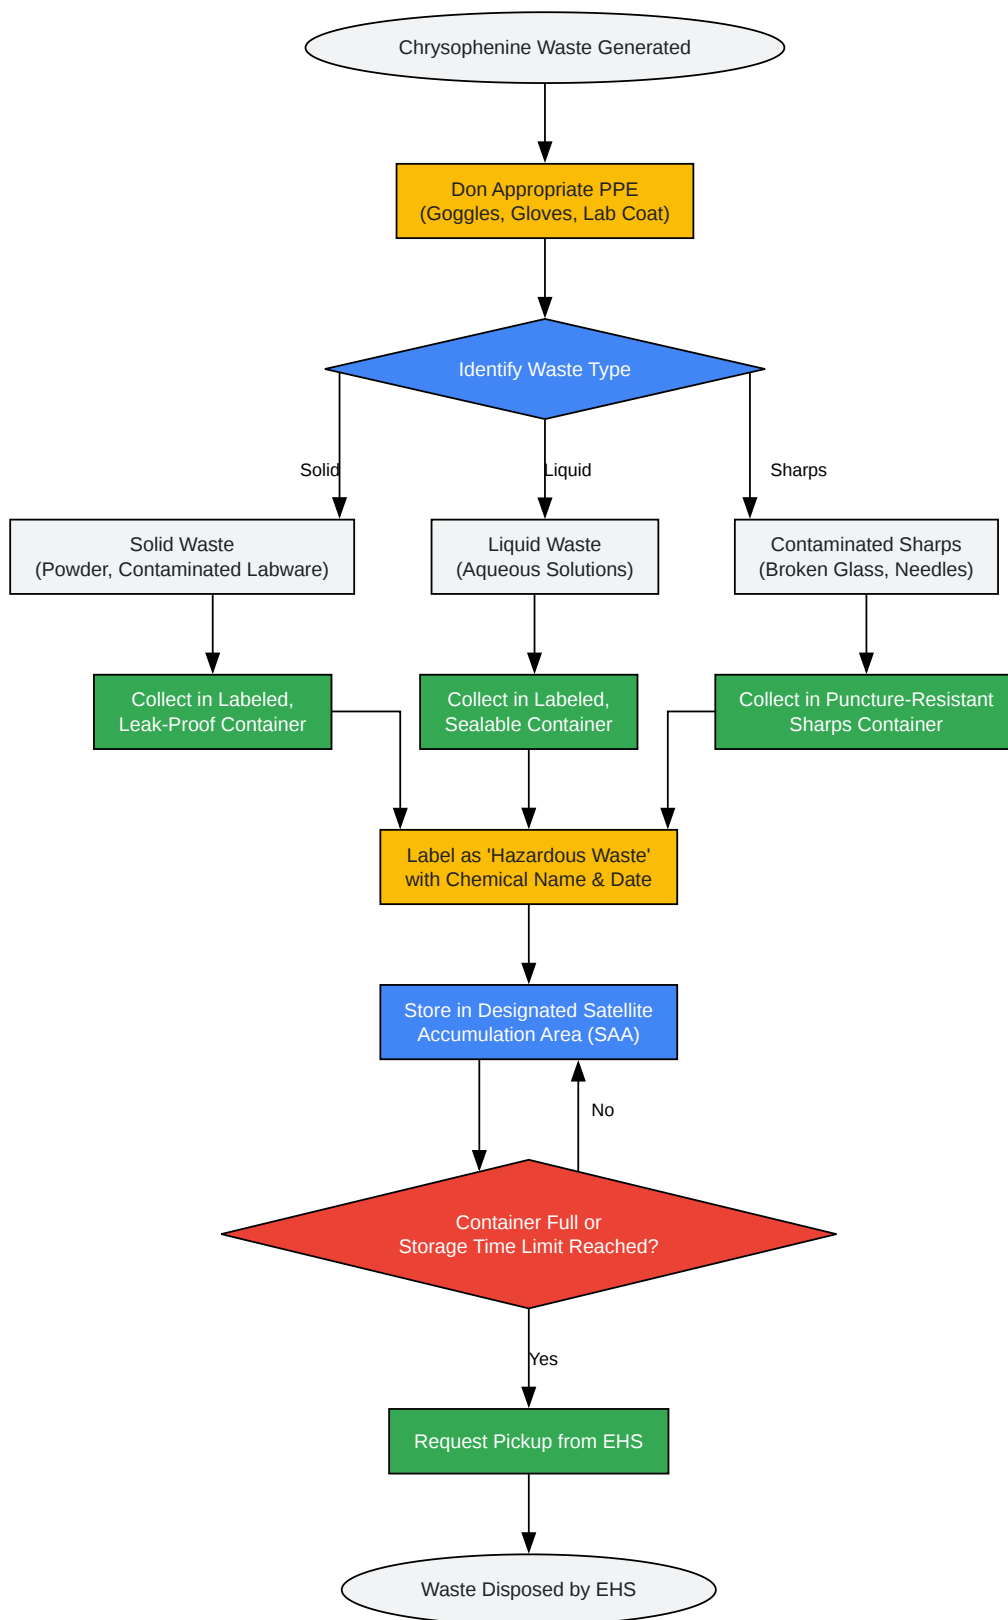 Chrysophenine Waste Generated
Don Appropriate PPE
(Goggles, Gloves, Lab Coat)
Identify Waste Type
Solid
Liquid
Sharps
Solid Waste
(Powder, Contaminated Labware)
Liquid Waste
(Aqueous Solutions)
Contaminated Sharps
(Broken Glass, Needles)
Collect in Labeled,
Leak-Proof Container
Collect in Labeled,
Sealable Container
Collect in Puncture-Resistant
Sharps Container
Label as 'Hazardous Waste'
with Chemical Name & Date
Store in Designated Satellite
Accumulation Area (SAA)
No
Container Full or
Storage Time Limit Reached?
Yes
Request Pickup from EHS
Waste Disposed by EHS